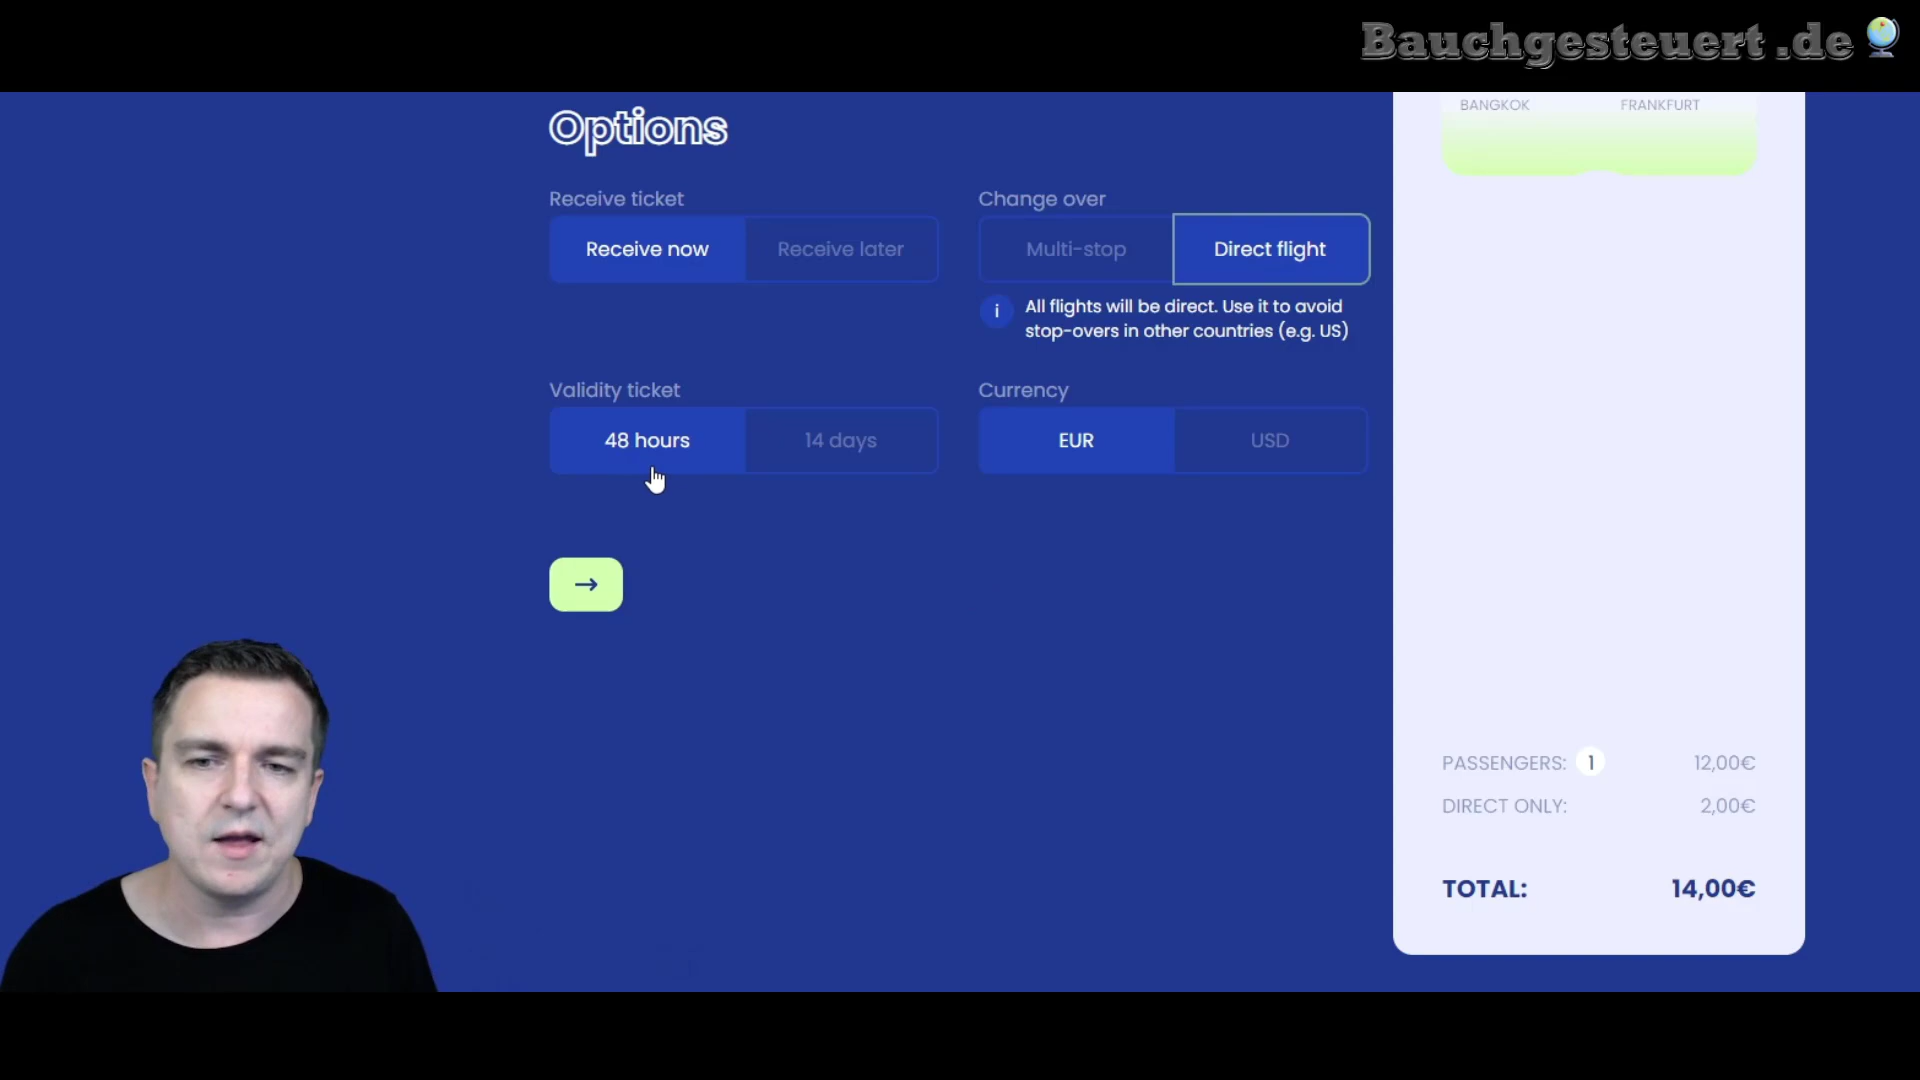 Bauchgesteuert .de
BANGKOK
FRANKFURT
Options
Receive ticket
Receive now
Receive later
Change over
Multi-stop
Direct flight
i
All flights will be direct. Use it to avoid
stop-overs in other countries (e.g. US)
Validity ticket
48 hours
14 days
Currency
EUR
USD
→
PASSENGERS: 1 12,00€
DIRECT ONLY: 2,00€
TOTAL: 14,00€